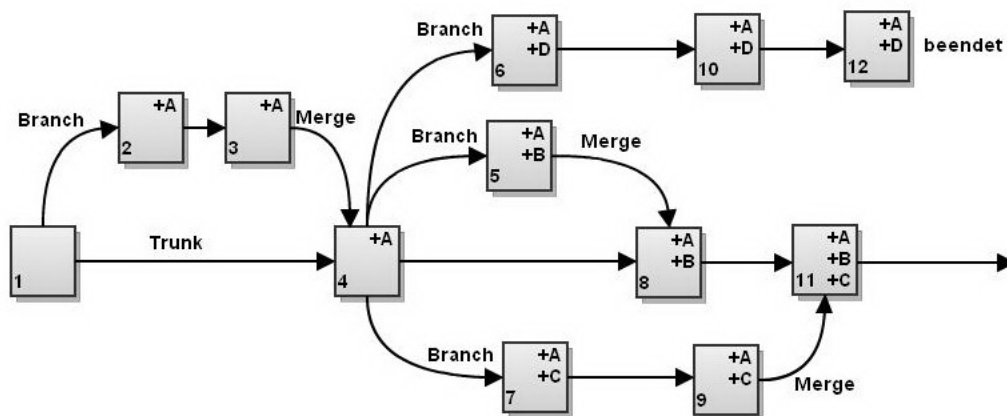 Branch
+A
+D
6
+A
+D
10
+A
+D
12
beendet
Branch
+A
2
+A
3
Merge
Branch
+A
+B
5
Merge
1
Trunk
+A
4
+A
+B
8
+A
+B
+C
11
Branch
+A
+C
7
+A
+C
9
Merge